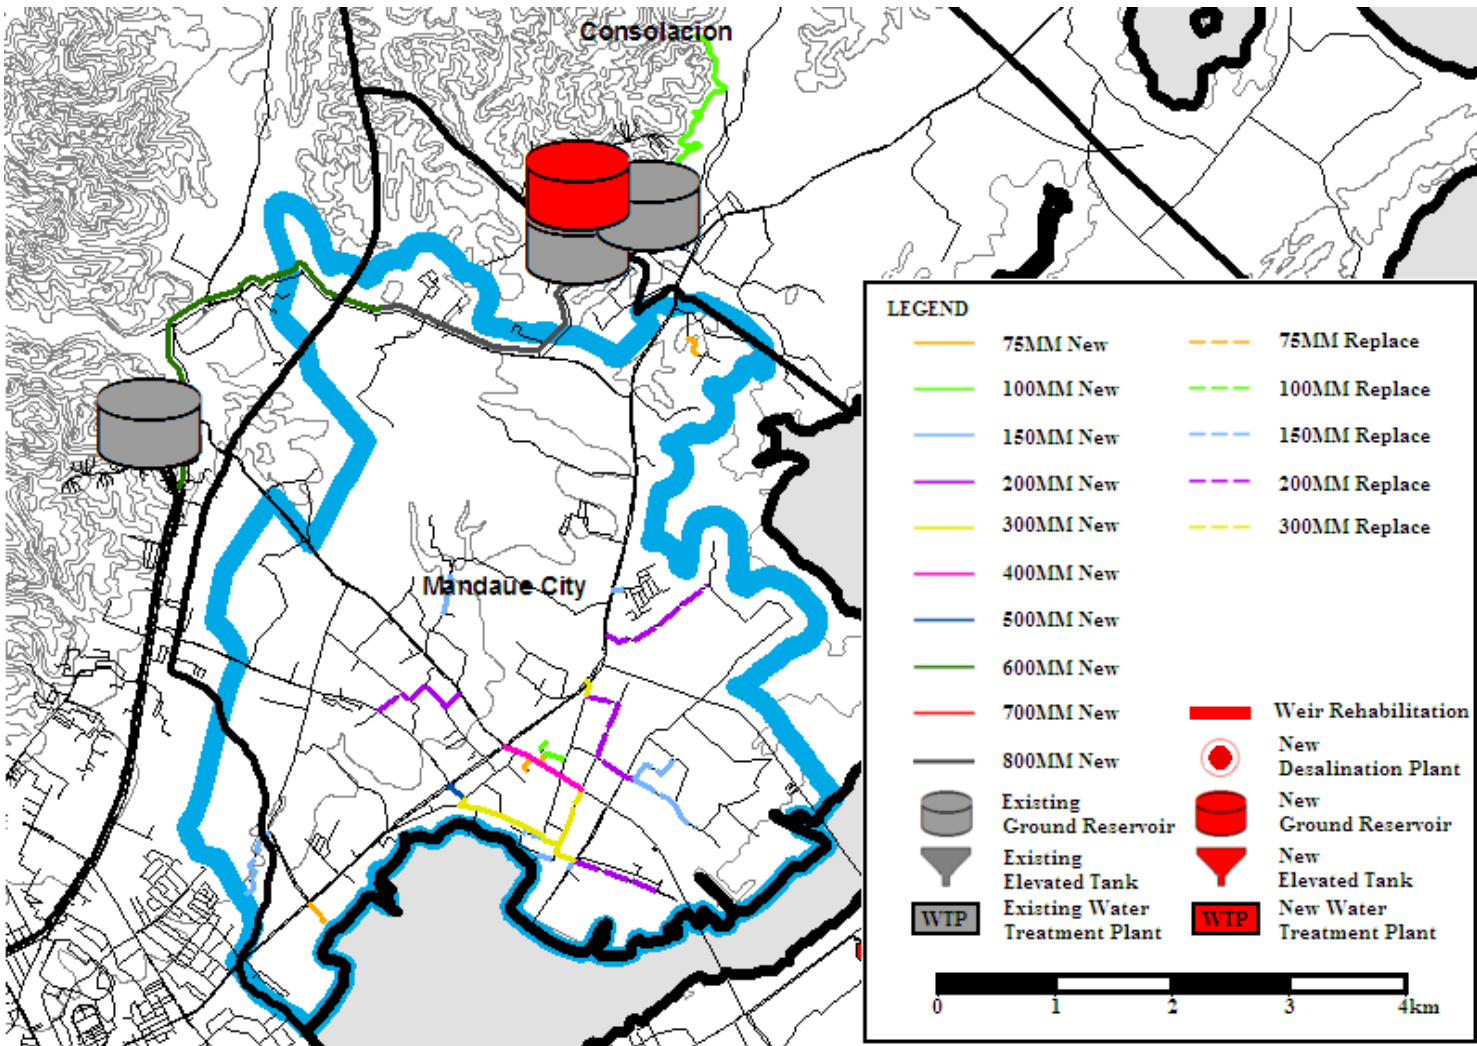 Consolacion
Mandaue City
LEGEND
75MM New
75MM Replace
100MM New
100MM Replace
150MM New
150MM Replace
200MM New
200MM Replace
300MM New
300MM Replace
400MM New
500MM New
600MM New
700MM New
800MM New
Weir Rehabilitation
New
Desalination Plant
Existing
Ground Reservoir
New
Ground Reservoir
Existing
Elevated Tank
New
Elevated Tank
WTP
Existing Water
Treatment Plant
WTP
New Water
Treatment Plant
0 1 2 3 4km